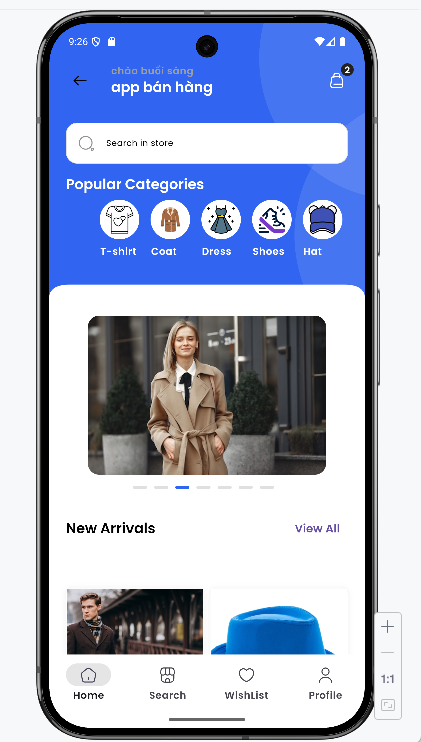 9:26
chào buổi sáng
app bán hàng
2
Search in store
Popular Categories
T-shirt Coat Dress Shoes Hat
New Arrivals View All
Home Search WishList Profile
1:1